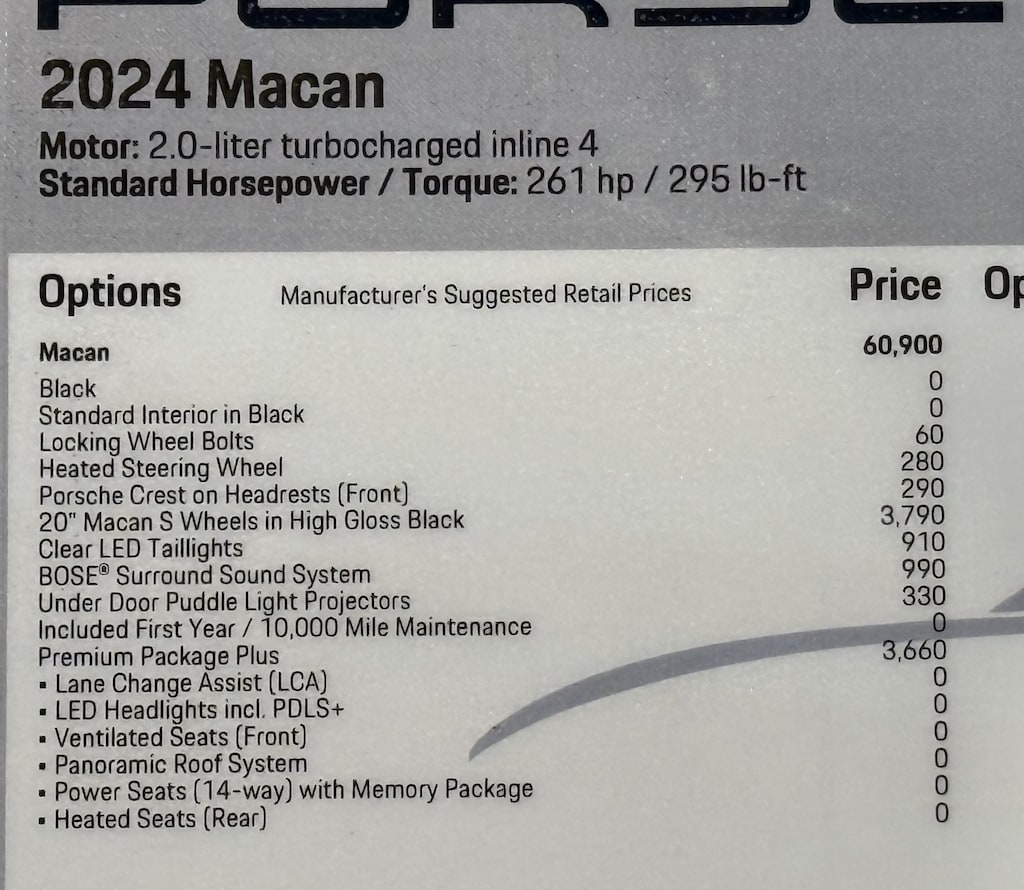 2024 Macan
Motor: 2.0-liter turbocharged inline 4
Standard Horsepower / Torque: 261 hp / 295 lb-ft
Options Manufacturer's Suggested Retail Prices Price
Macan 60,900
Black 0
Standard Interior in Black 0
Locking Wheel Bolts 60
Heated Steering Wheel 280
Porsche Crest on Headrests (Front) 290
20" Macan S Wheels in High Gloss Black 3,790
Clear LED Taillights 910
BOSE® Surround Sound System 990
Under Door Puddle Light Projectors 330
Included First Year / 10,000 Mile Maintenance 0
Premium Package Plus 3,660
▪ Lane Change Assist (LCA) 0
▪ LED Headlights incl. PDLS+ 0
▪ Ventilated Seats (Front) 0
▪ Panoramic Roof System 0
▪ Power Seats (14-way) with Memory Package 0
▪ Heated Seats (Rear) 0